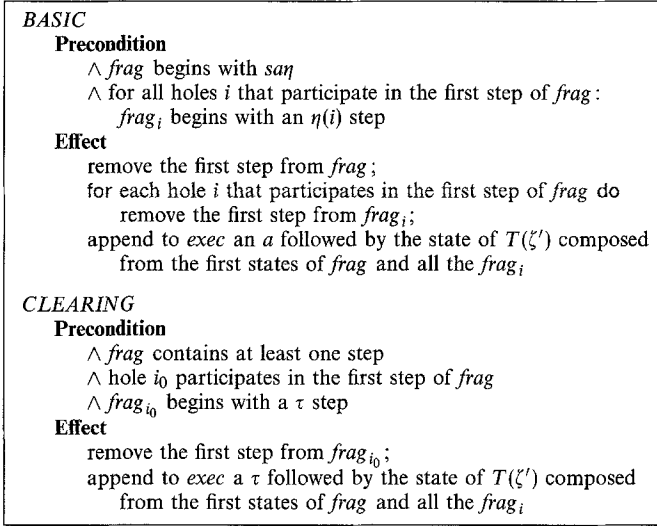 BASIC
Precondition
∧ frag begins with saη
∧ for all holes i that participate in the first step of frag:
frag_i begins with an η(i) step
Effect
remove the first step from frag;
for each hole i that participates in the first step of frag do
remove the first step from frag_i;
append to exec an a followed by the state of T(ζ′) composed
from the first states of frag and all the frag_i
CLEARING
Precondition
∧ frag contains at least one step
∧ hole i_0 participates in the first step of frag
∧ frag_{i_0} begins with a τ step
Effect
remove the first step from frag_{i_0};
append to exec a τ followed by the state of T(ζ′) composed
from the first states of frag and all the frag_i